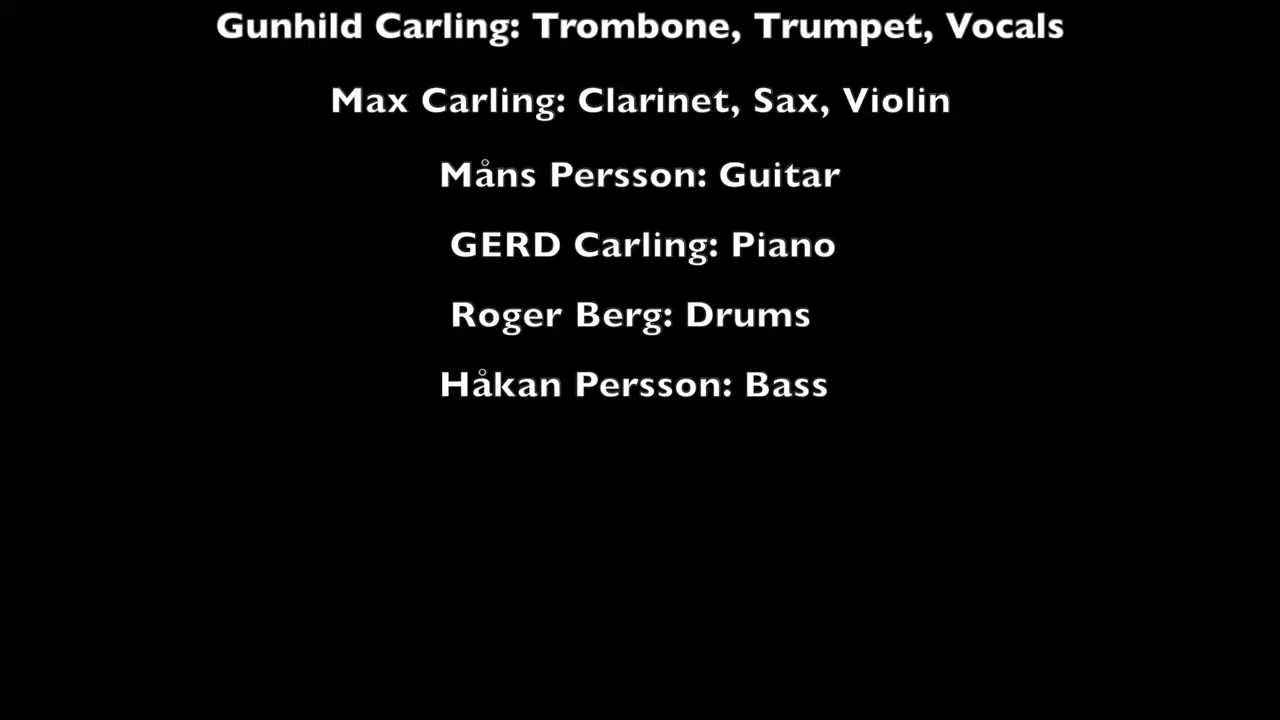 Gunhild Carling: Trombone, Trumpet, Vocals
Max Carling: Clarinet, Sax, Violin
Måns Persson: Guitar
GERD Carling: Piano
Roger Berg: Drums
Håkan Persson: Bass